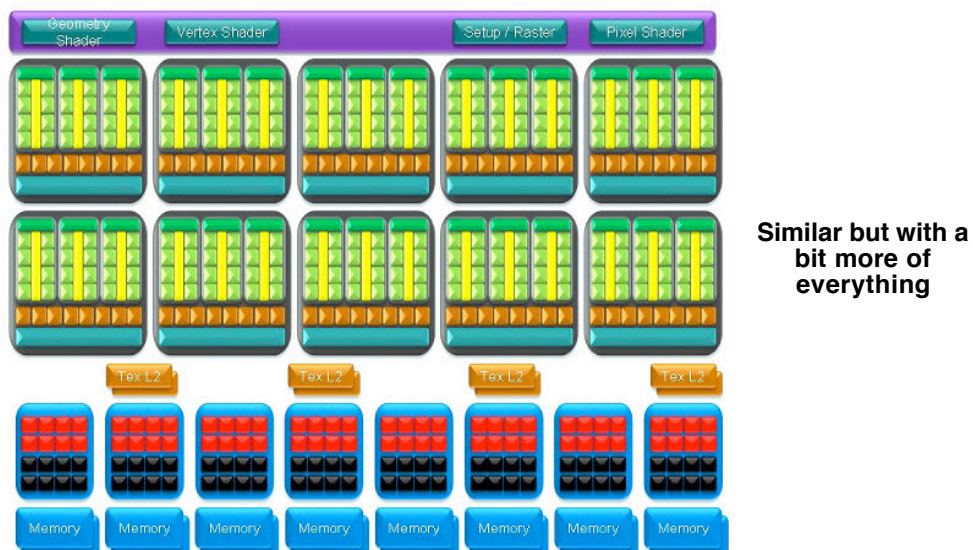 Geometry
Shader
Vertex Shader
Setup / Raster
Pixel Shader
Similar but with a
bit more of
everything
Tex L2
Tex L2
Tex L2
Tex L2
Memory
Memory
Memory
Memory
Memory
Memory
Memory
Memory